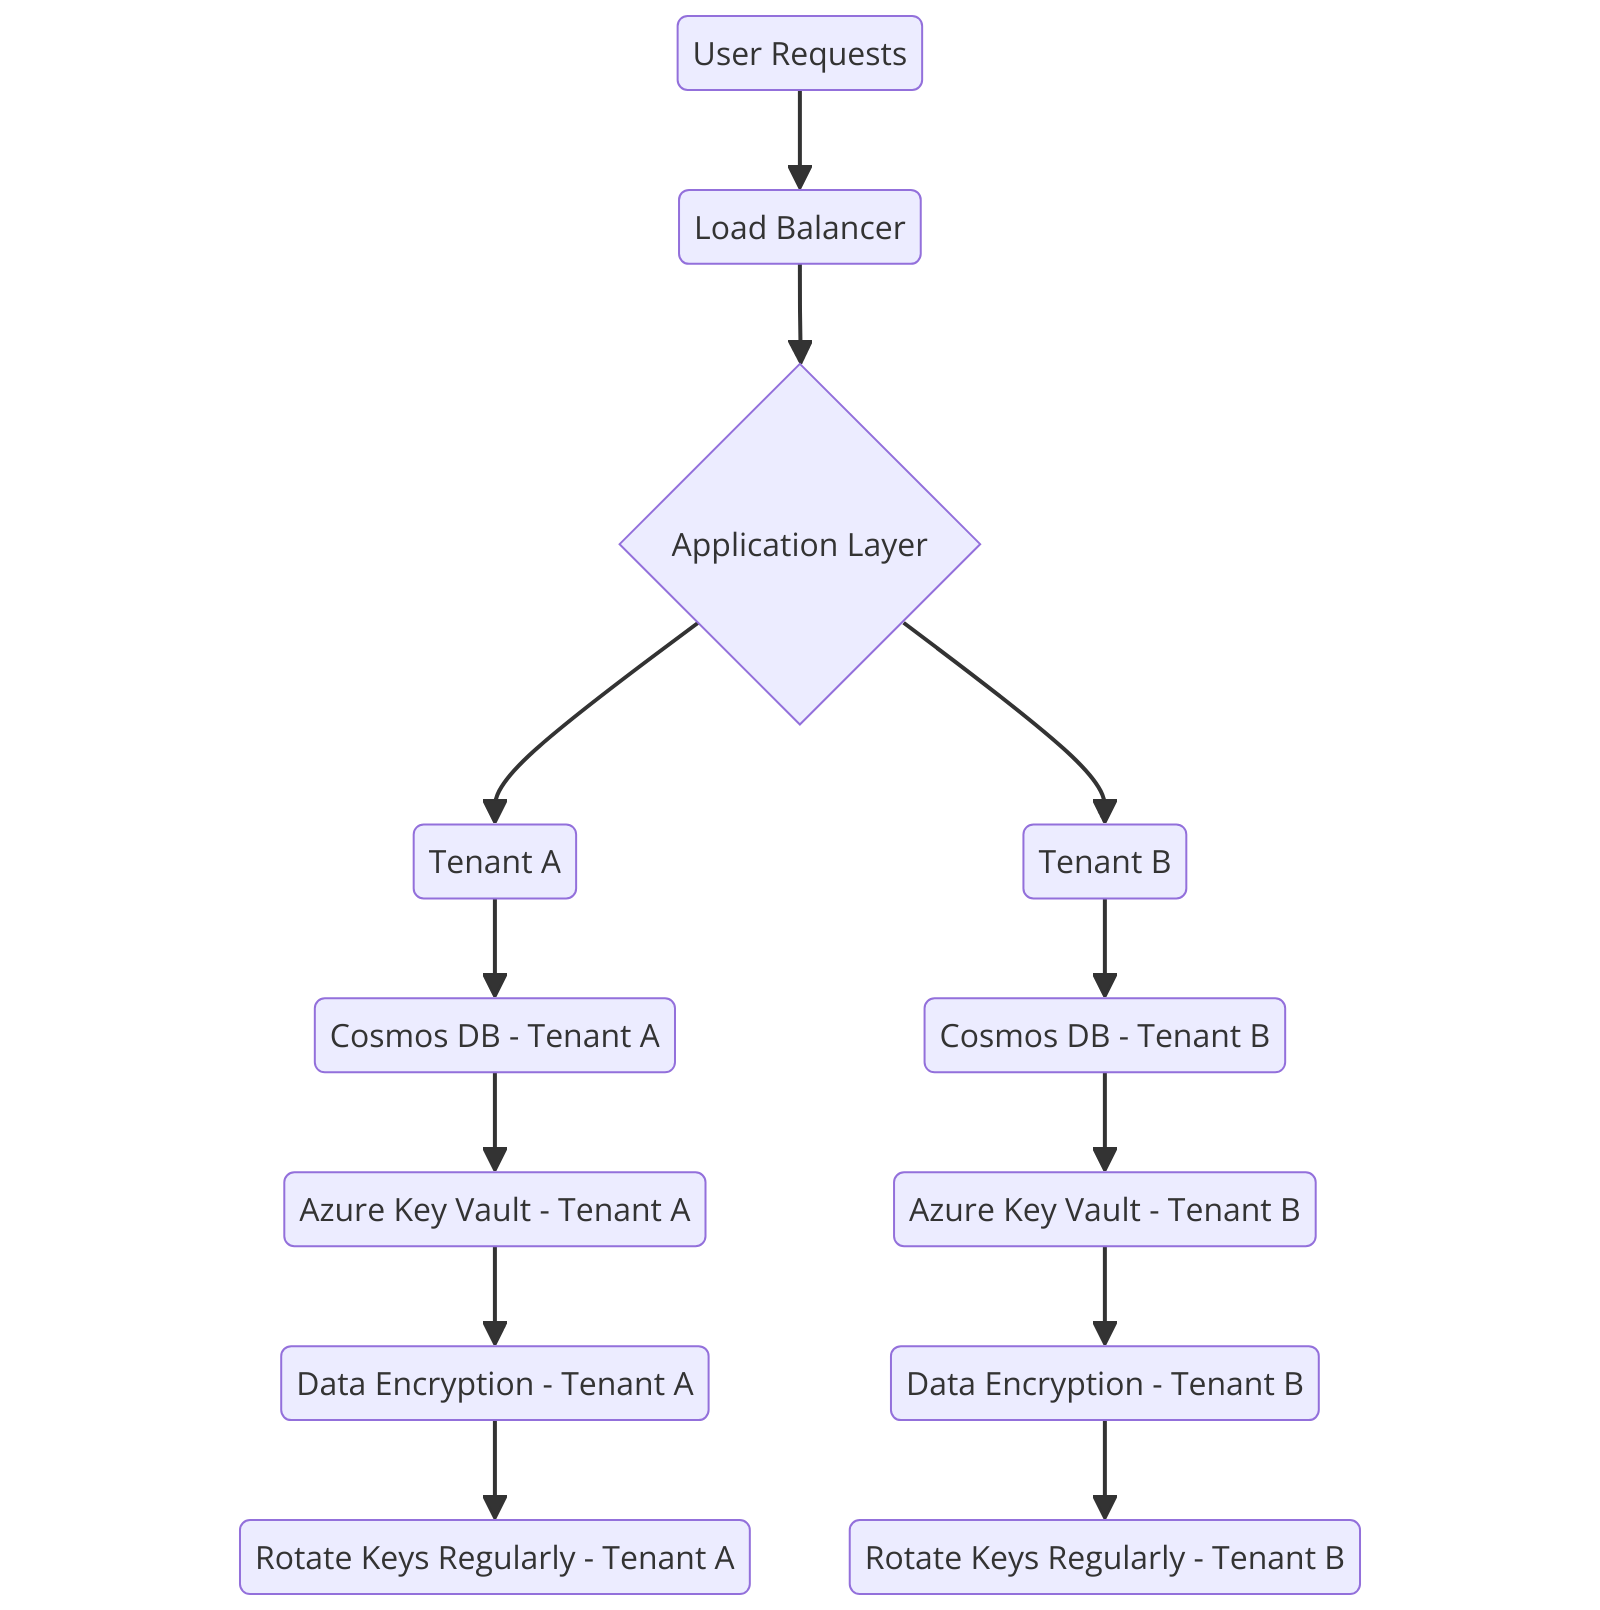 User Requests
Load Balancer
Application Layer
Tenant A
Tenant B
Cosmos DB - Tenant A
Cosmos DB - Tenant B
Azure Key Vault - Tenant A
Azure Key Vault - Tenant B
Data Encryption - Tenant A
Data Encryption - Tenant B
Rotate Keys Regularly - Tenant A
Rotate Keys Regularly - Tenant B